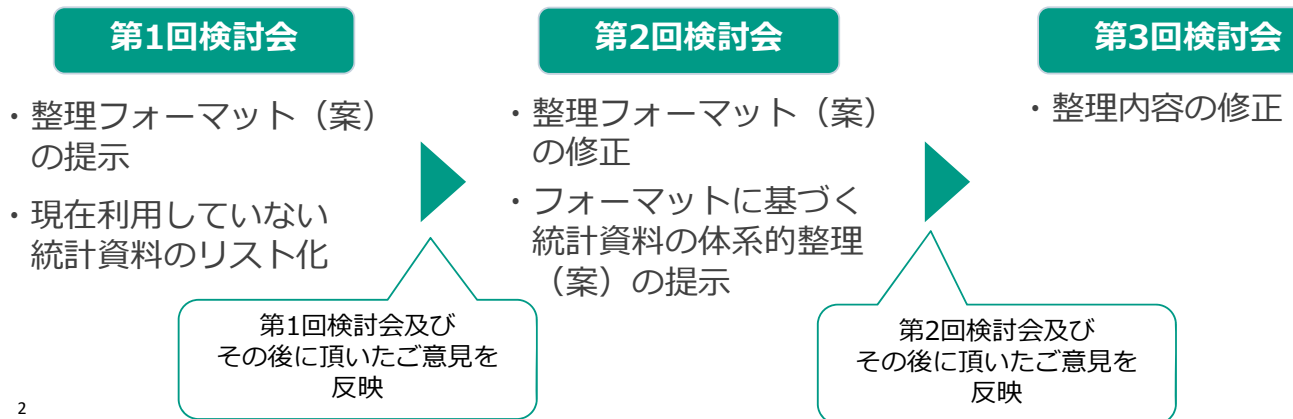 第1回検討会
・整理フォーマット（案）
の提示
・現在利用していない
統計資料のリスト化
第1回検討会及び
その後に頂いたご意見を
反映
第2回検討会
・整理フォーマット（案）
の修正
・フォーマットに基づく
統計資料の体系的整理
（案）の提示
第2回検討会及び
その後に頂いたご意見を
反映
第3回検討会
・整理内容の修正
2